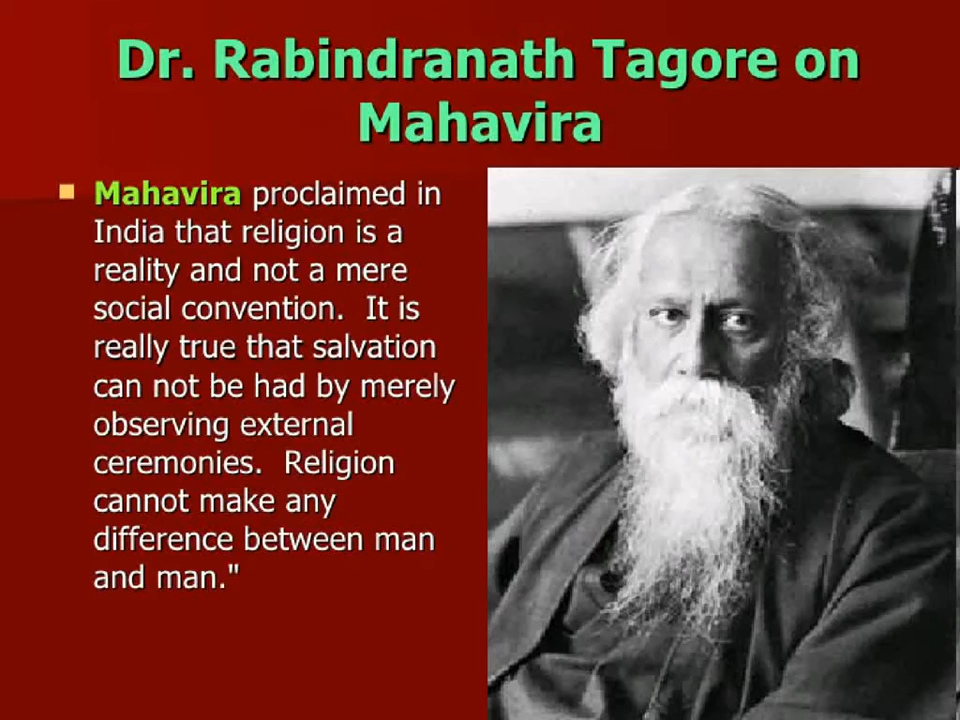 Dr. Rabindranath Tagore on
Mahavira
Mahavira proclaimed in
India that religion is a
reality and not a mere
social convention.  It is
really true that salvation
can not be had by merely
observing external
ceremonies.  Religion
cannot make any
difference between man
and man."